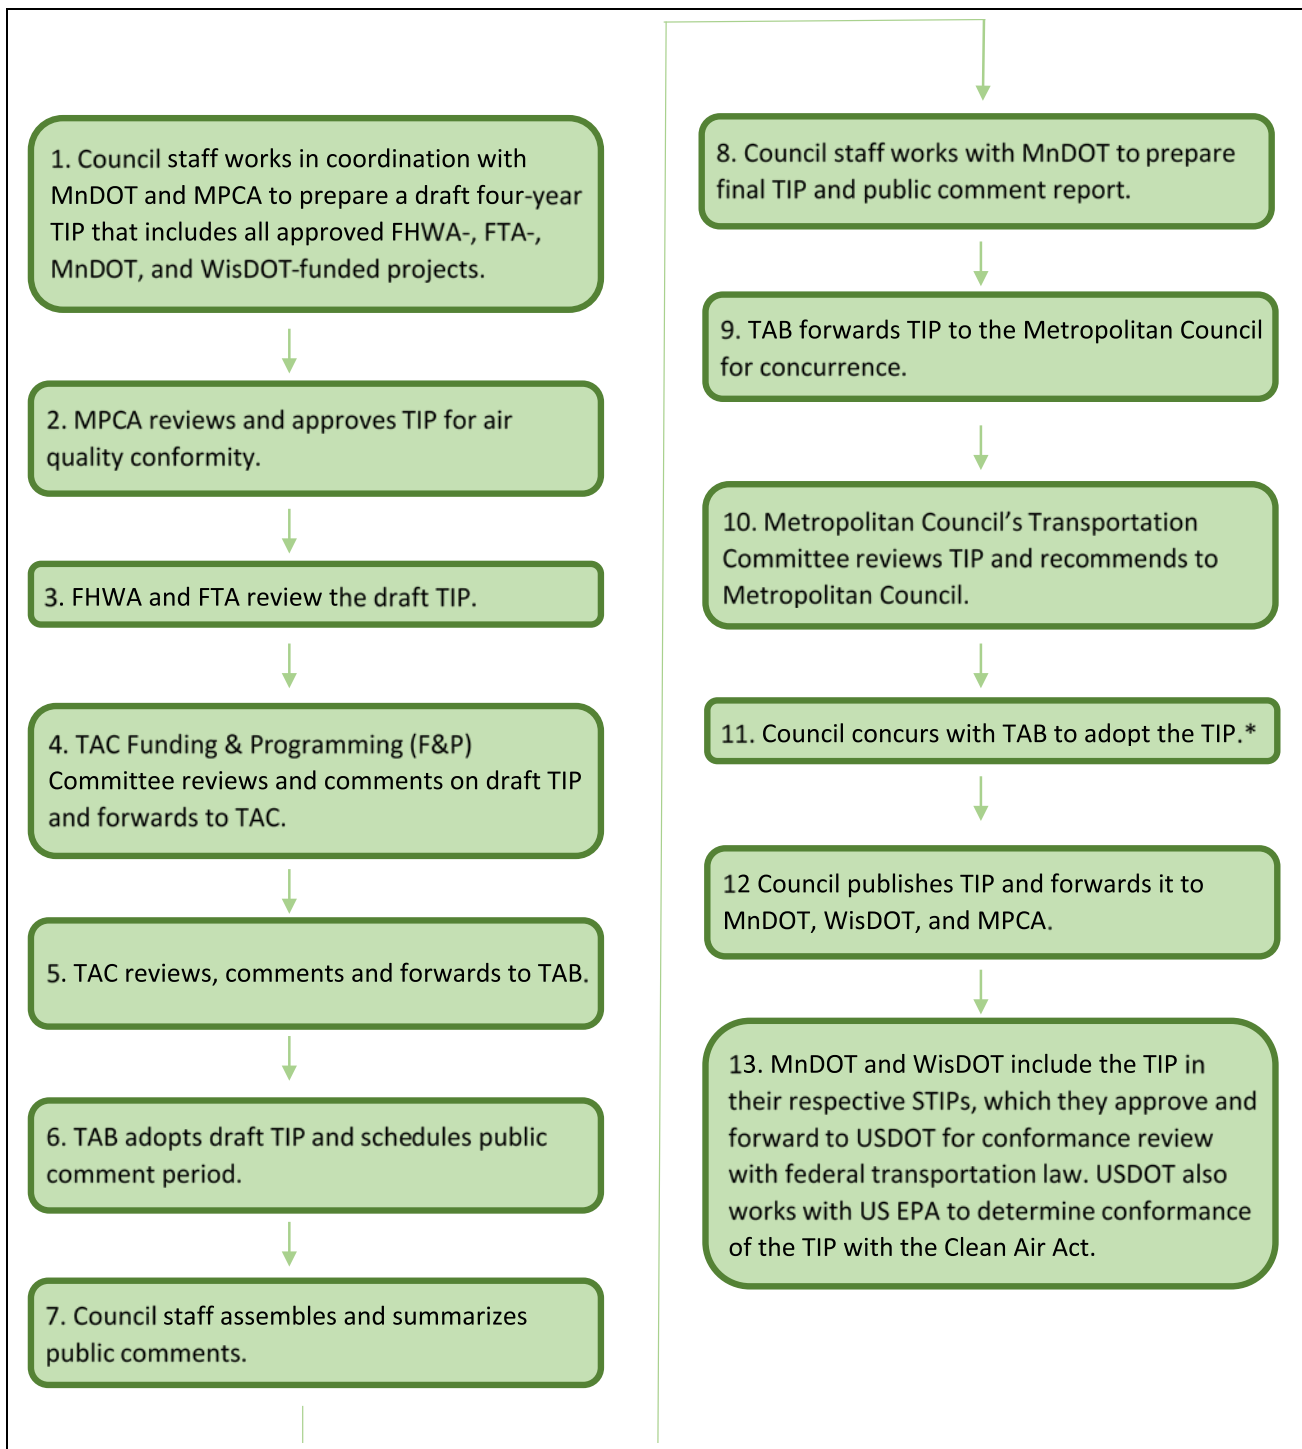 1. Council staff works in coordination with
MnDOT and MPCA to prepare a draft four-year
TIP that includes all approved FHWA-, FTA-,
MnDOT, and WisDOT-funded projects.
2. MPCA reviews and approves TIP for air
quality conformity.
3. FHWA and FTA review the draft TIP.
4. TAC Funding & Programming (F&P)
Committee reviews and comments on draft TIP
and forwards to TAC.
5. TAC reviews, comments and forwards to TAB.
6. TAB adopts draft TIP and schedules public
comment period.
7. Council staff assembles and summarizes
public comments.
8. Council staff works with MnDOT to prepare
final TIP and public comment report.
9. TAB forwards TIP to the Metropolitan Council
for concurrence.
10. Metropolitan Council’s Transportation
Committee reviews TIP and recommends to
Metropolitan Council.
11. Council concurs with TAB to adopt the TIP.*
12 Council publishes TIP and forwards it to
MnDOT, WisDOT, and MPCA.
13. MnDOT and WisDOT include the TIP in
their respective STIPs, which they approve and
forward to USDOT for conformance review
with federal transportation law. USDOT also
works with US EPA to determine conformance
of the TIP with the Clean Air Act.